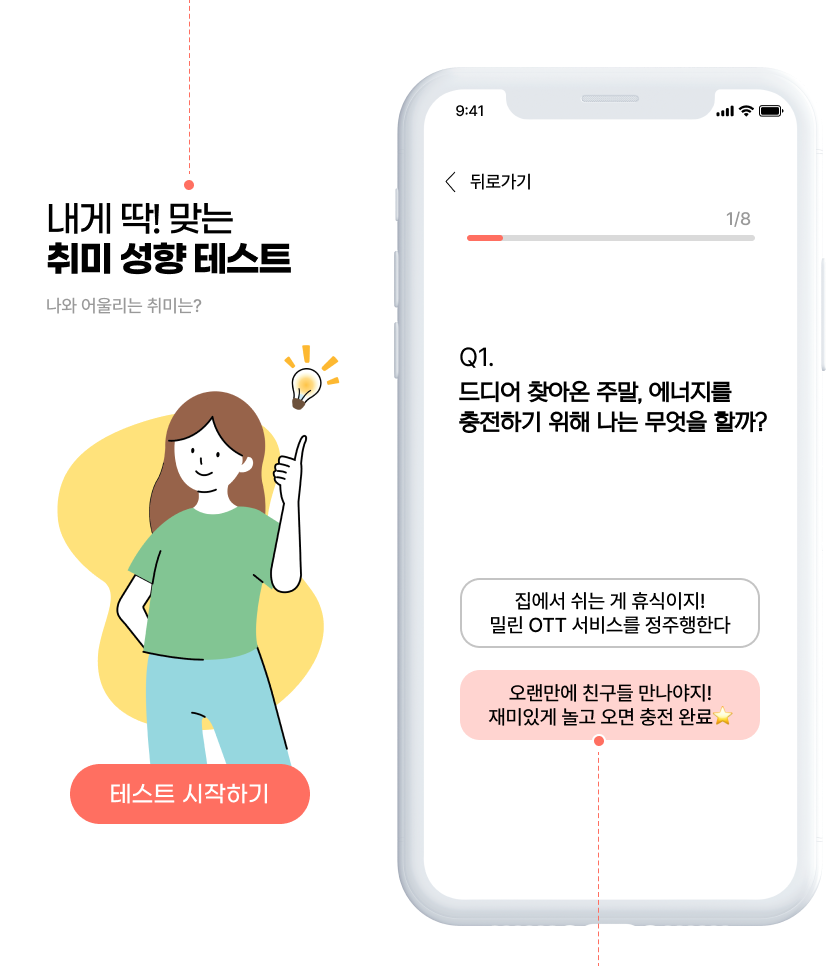 내게 딱! 맞는
취미 성향 테스트
나와 어울리는 취미는?
테스트 시작하기
9:41
뒤로가기
1/8
Q1.
드디어 찾아온 주말, 에너지를
충전하기 위해 나는 무엇을 할까?
집에서 쉬는 게 휴식이지!
밀린 OTT 서비스를 정주행한다
오랜만에 친구들 만나야지!
재미있게 놀고 오면 충전 완료⭐